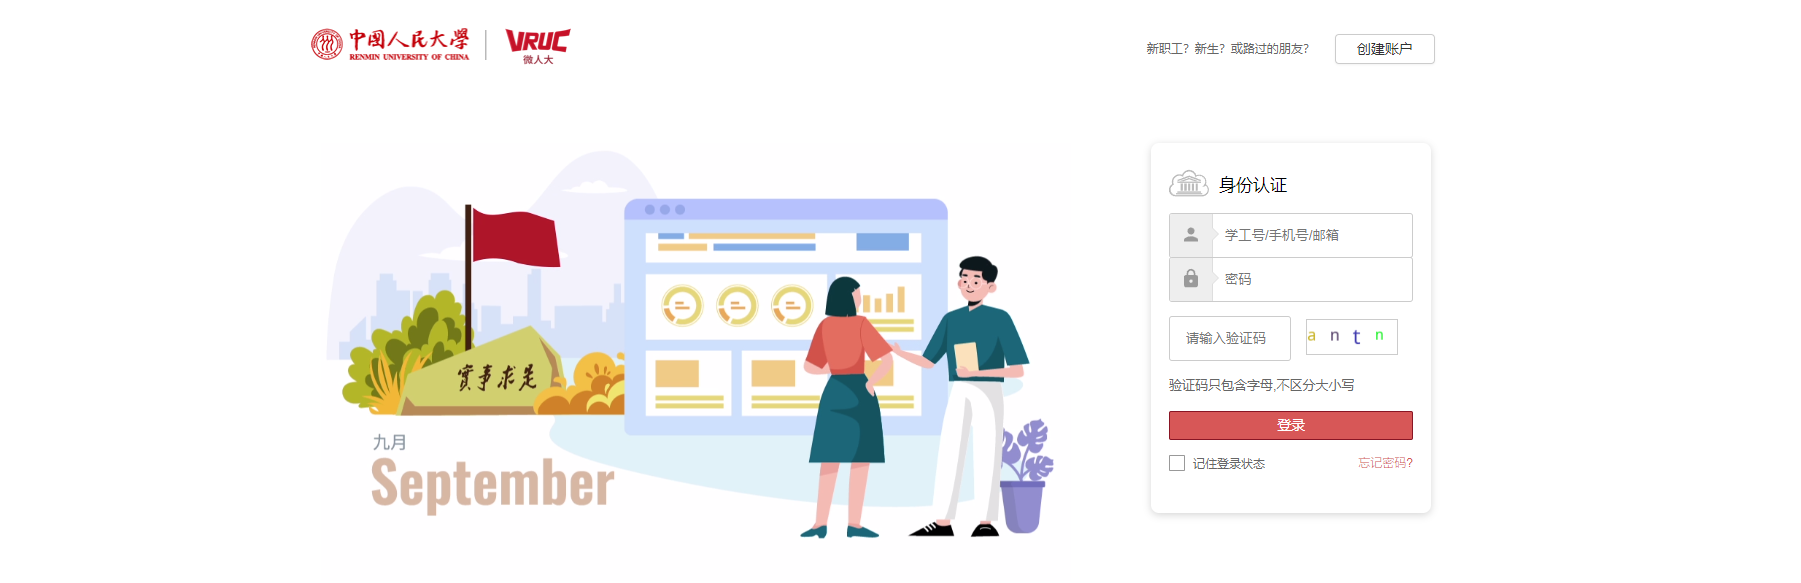 中国人民大学
RENMIN UNIVERSITY OF CHINA
VRUC
微人大
新职工？新生？或路过的朋友？
创建账户
身份认证
学工号/手机号/邮箱
密码
请输入验证码
a n t n
验证码只包含字母,不区分大小写
登录
记住登录状态
忘记密码?
實事求是
九月
September